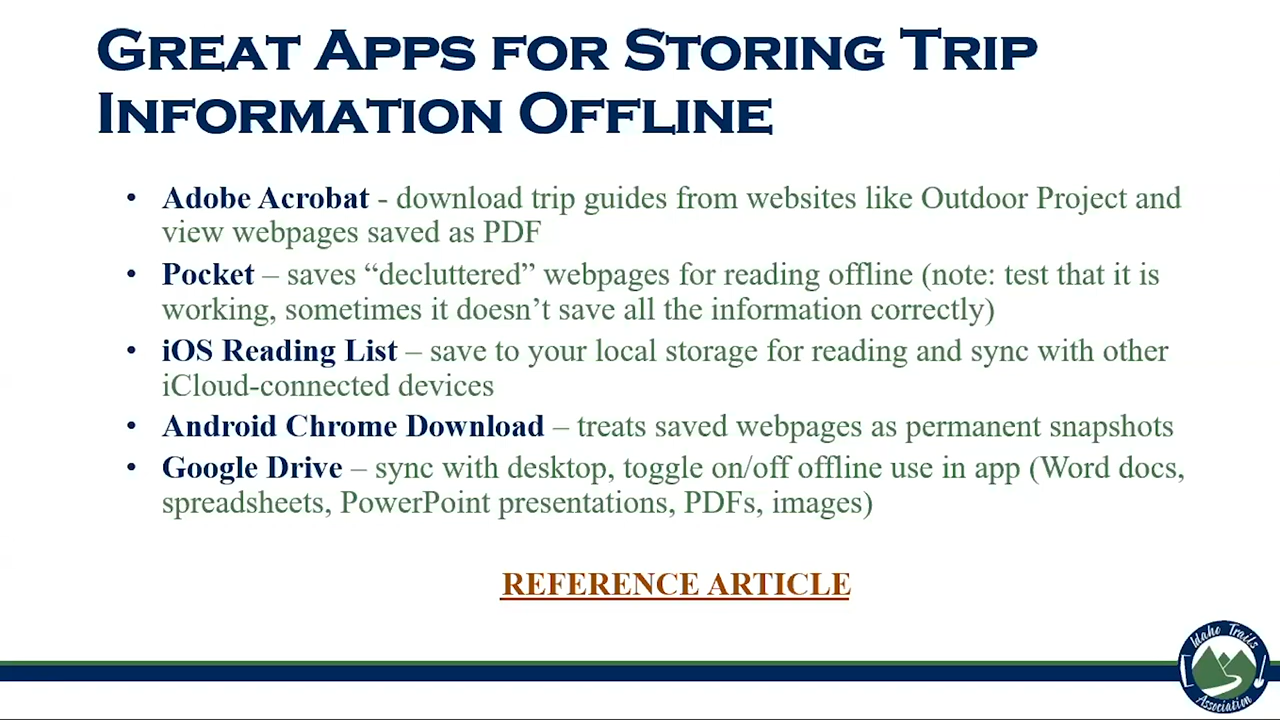 GREAT APPS FOR STORING TRIP
INFORMATION OFFLINE
• Adobe Acrobat - download trip guides from websites like Outdoor Project and
view webpages saved as PDF
• Pocket – saves “decluttered” webpages for reading offline (note: test that it is
working, sometimes it doesn’t save all the information correctly)
• iOS Reading List – save to your local storage for reading and sync with other
iCloud-connected devices
• Android Chrome Download – treats saved webpages as permanent snapshots
• Google Drive – sync with desktop, toggle on/off offline use in app (Word docs,
spreadsheets, PowerPoint presentations, PDFs, images)
REFERENCE ARTICLE
Idaho Trails
Association